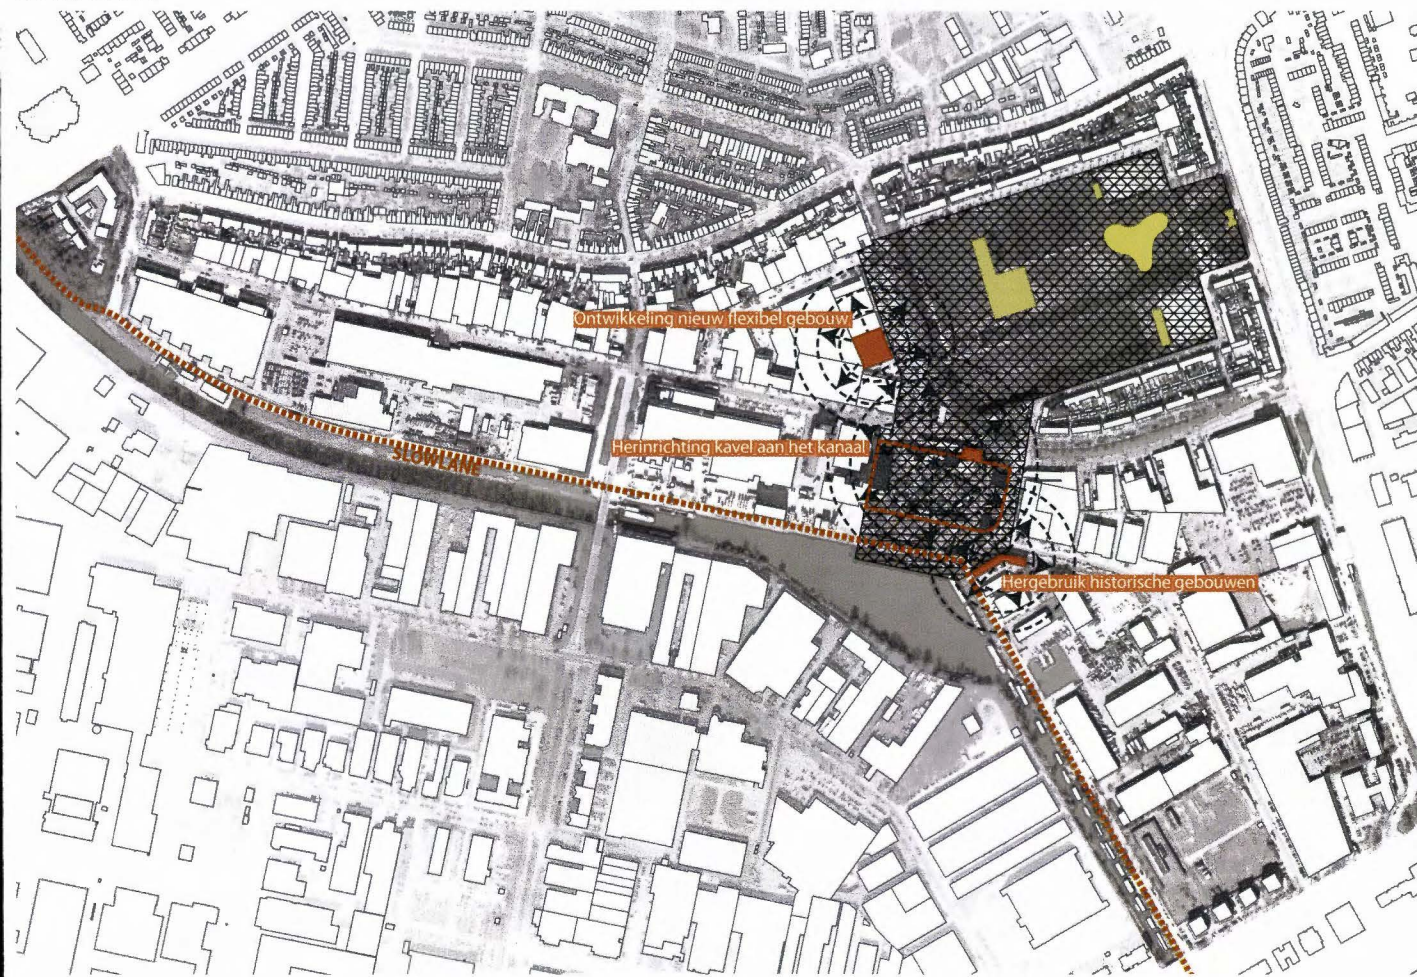 Ontwikkeling nieuw flexibel gebouw
Herinrichting kavel aan het kanaal
SLOWLANE
Hergebruik historische gebouwen